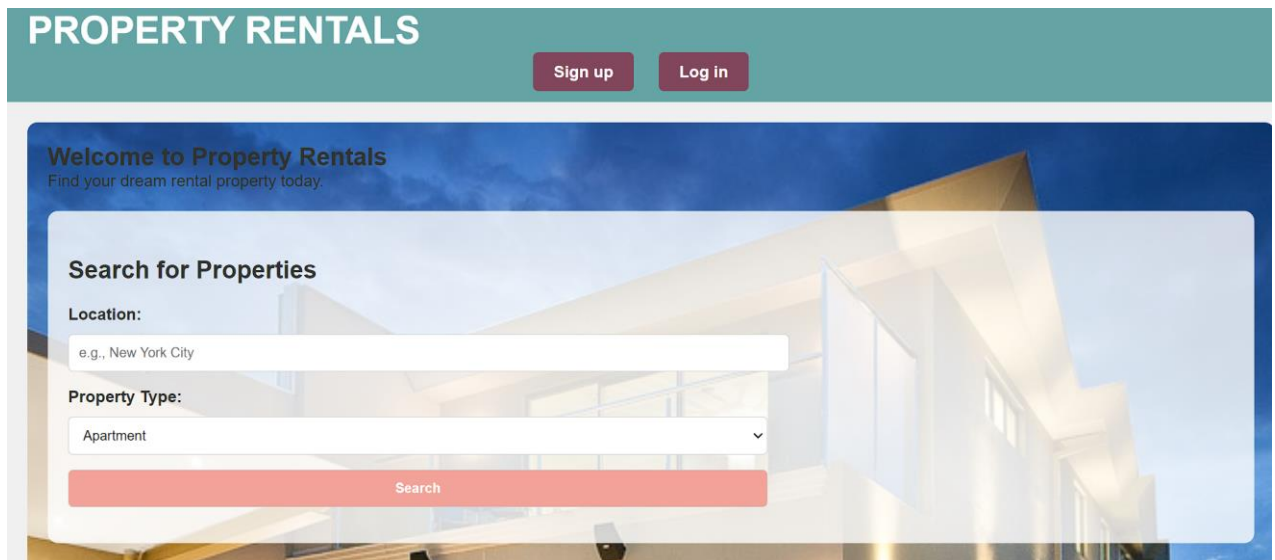 PROPERTY RENTALS
Sign up Log in
Welcome to Property Rentals
Find your dream rental property today.
Search for Properties
Location:
e.g., New York City
Property Type:
Apartment
Search